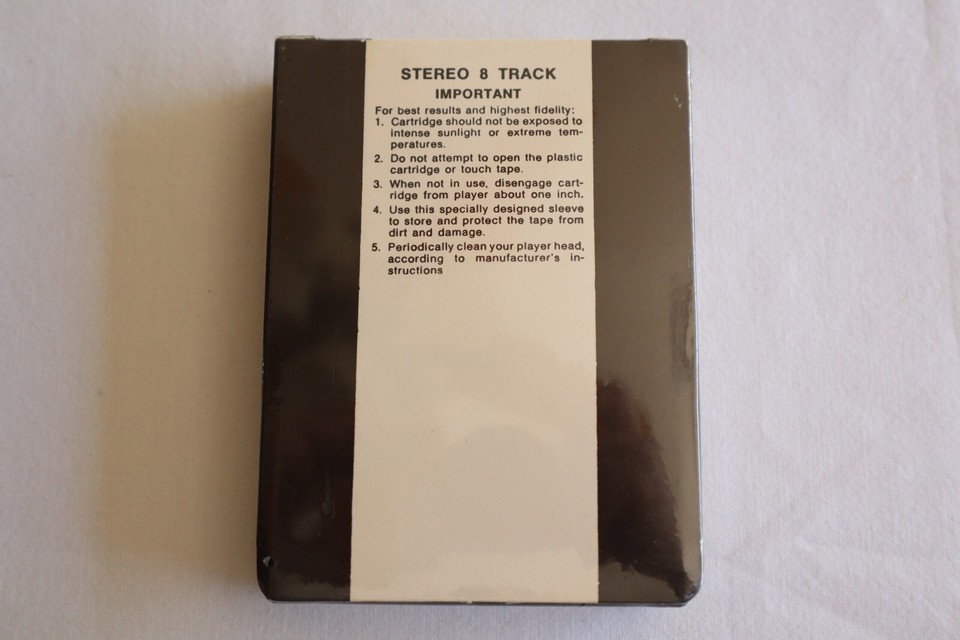 STEREO 8 TRACK
IMPORTANT
For best results and highest fidelity:
1. Cartridge should not be exposed to
intense sunlight or extreme tem-
peratures.
2. Do not attempt to open the plastic
cartridge or touch tape.
3. When not in use, disengage cart-
ridge from player about one inch.
4. Use this specially designed sleeve
to store and protect the tape from
dirt and damage.
5. Periodically clean your player head,
according to manufacturer's in-
structions